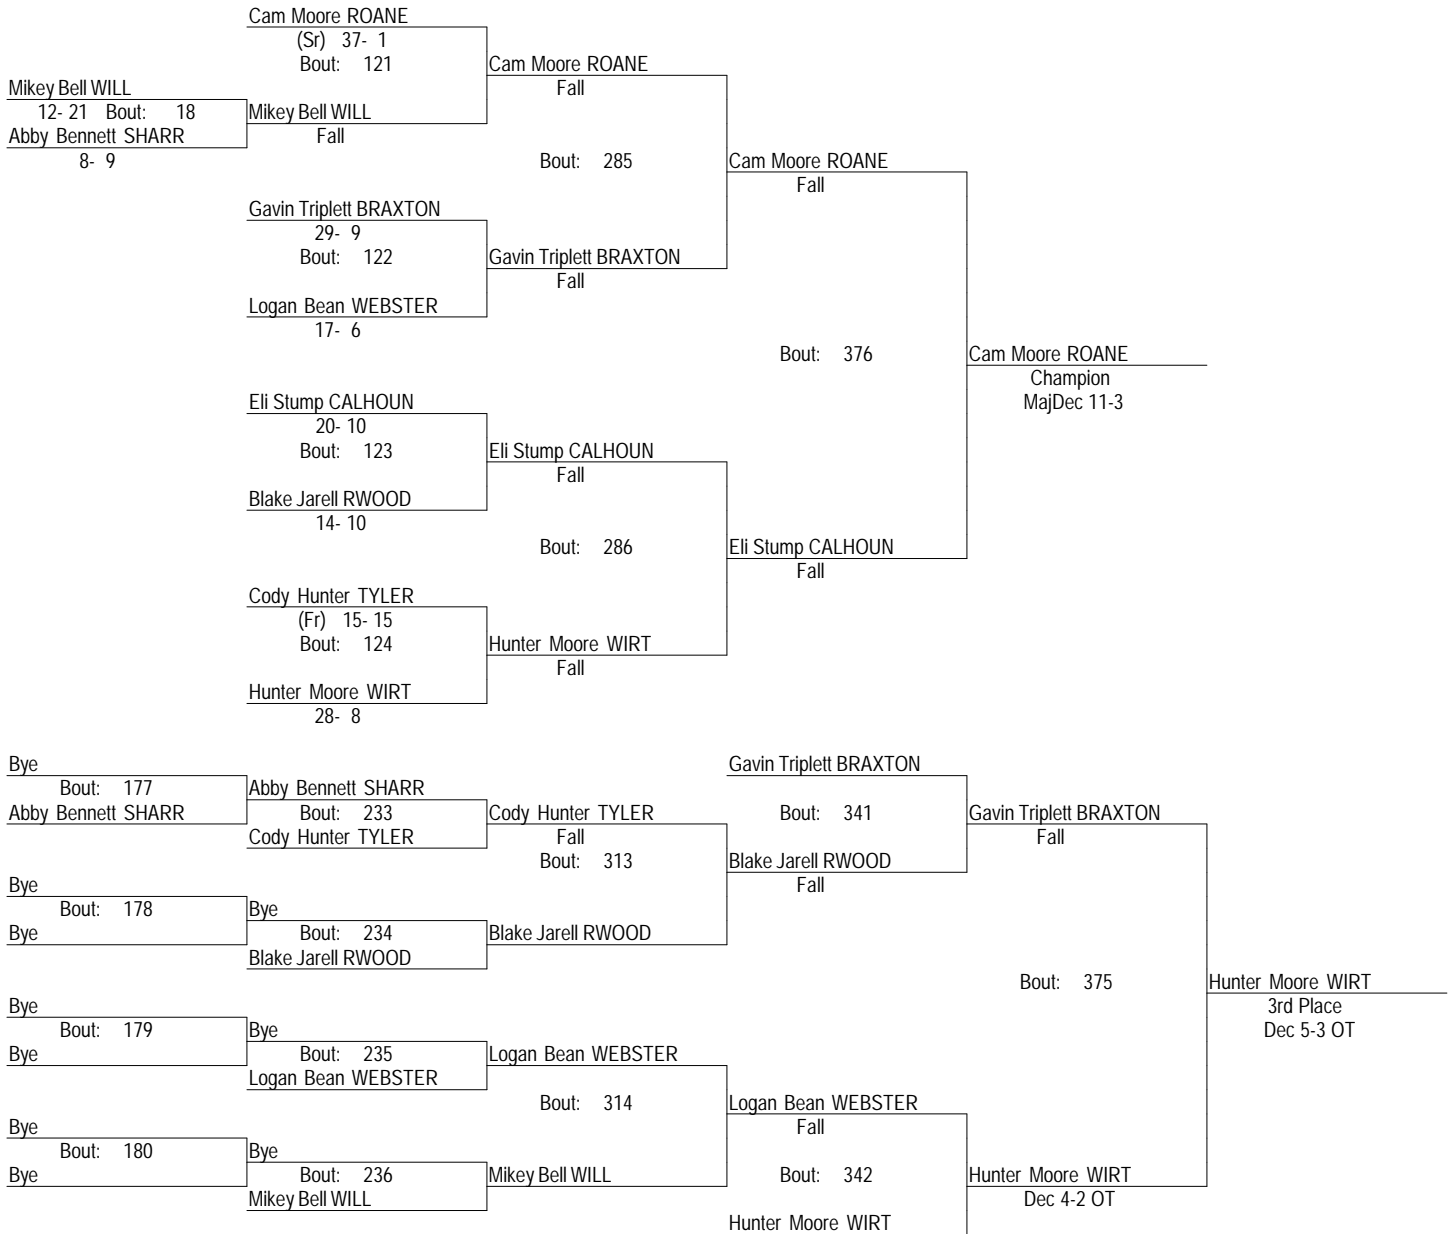 Cam Moore ROANE
(Sr) 37- 1
Bout: 121 Cam Moore ROANE
Mikey Bell WILL Fall
12- 21 Bout: 18 Mikey Bell WILL
Abby Bennett SHARR Fall
8- 9 Bout: 285 Cam Moore ROANE
Fall
Gavin Triplett BRAXTON
29- 9
Bout: 122 Gavin Triplett BRAXTON
Fall
Logan Bean WEBSTER
17- 6
Bout: 376 Cam Moore ROANE
Champion
Eli Stump CALHOUN MajDec 11-3
20- 10
Bout: 123 Eli Stump CALHOUN
Fall
Blake Jarell RWOOD
14- 10
Bout: 286 Eli Stump CALHOUN
Fall
Cody Hunter TYLER
(Fr) 15- 15
Bout: 124 Hunter Moore WIRT
Fall
Hunter Moore WIRT
28- 8
Bye Gavin Triplett BRAXTON
Bout: 177 Abby Bennett SHARR
Abby Bennett SHARR Bout: 233 Cody Hunter TYLER Bout: 341 Gavin Triplett BRAXTON
Cody Hunter TYLER Fall Fall
Bout: 313 Blake Jarell RWOOD
Bye Fall
Bout: 178 Bye
Bye Bout: 234 Blake Jarell RWOOD
Blake Jarell RWOOD
Bout: 375 Hunter Moore WIRT
Bye 3rd Place
Bout: 179 Bye Dec 5-3 OT
Bye Bout: 235 Logan Bean WEBSTER
Logan Bean WEBSTER
Bout: 314 Logan Bean WEBSTER
Bye Fall
Bout: 180 Bye
Bye Bout: 236 Mikey Bell WILL Bout: 342 Hunter Moore WIRT
Mikey Bell WILL Dec 4-2 OT
Hunter Moore WIRT